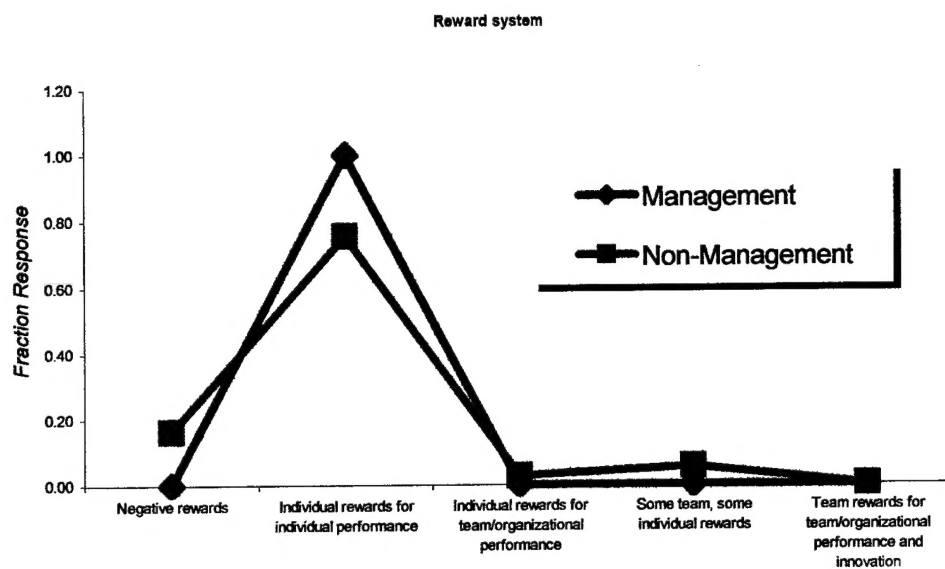 Reward system
1.20
1.00
0.80
0.60
0.40
0.20
0.00
Fraction Response
Management
Non-Management
Negative rewards
Individual rewards for
individual performance
Individual rewards for
team/organizational
performance
Some team, some
individual rewards
Team rewards for
team/organizational
performance and
innovation